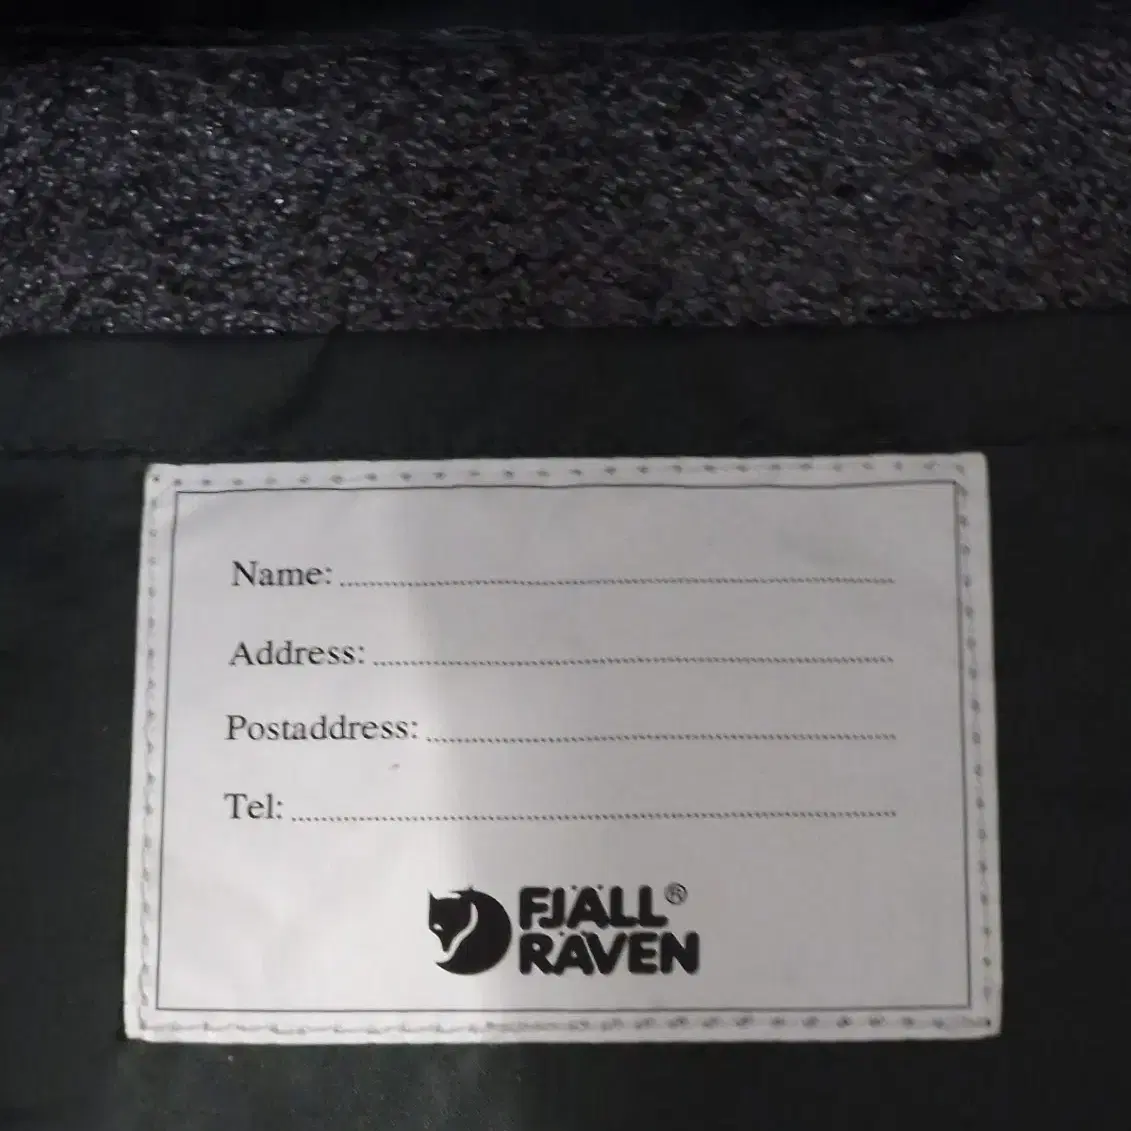 Name:
Address:
Postaddress:
Tel:
FJÄLL®
RÄVEN